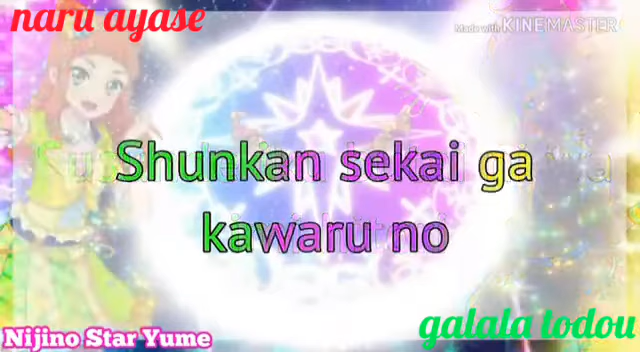 naru ayase
Made with KINEMASTER
Shunkan sekai ga
kawaru no
galala todou
Nijino Star Yume